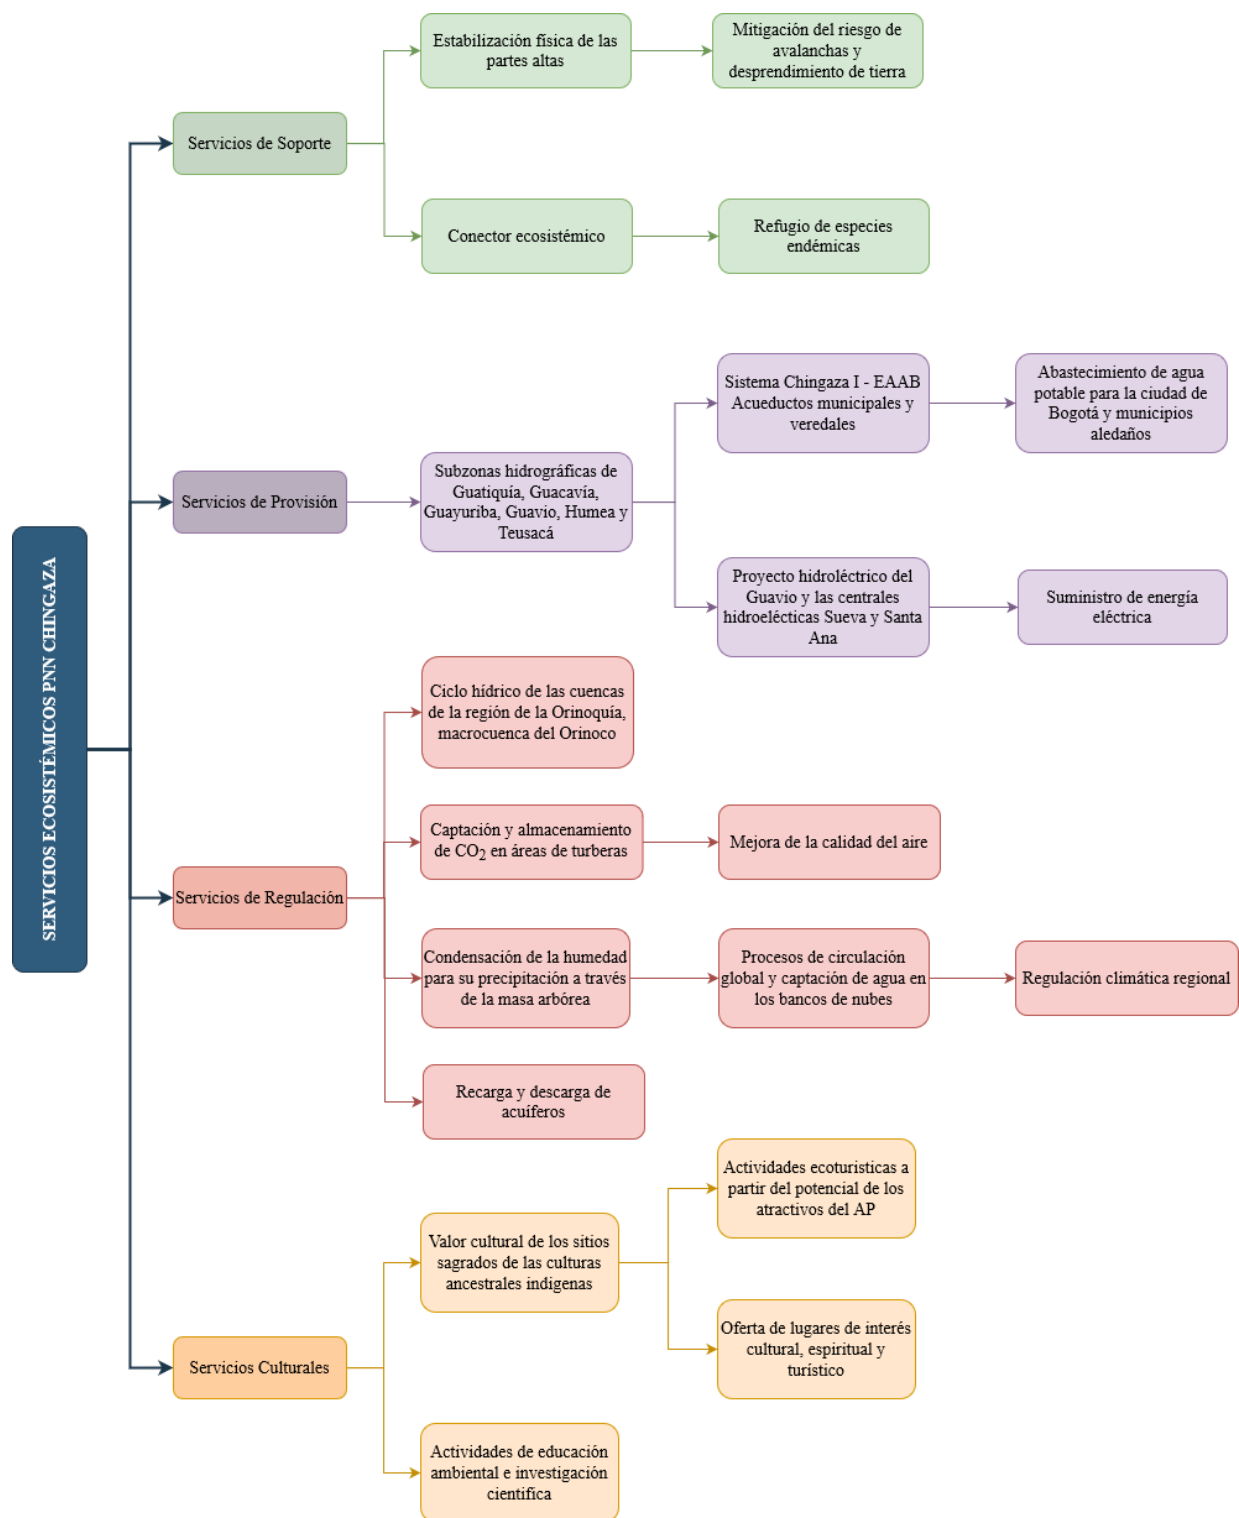 SERVICIOS ECOSISTÉMICOS PNN CHINGAZA
Servicios de Soporte
Estabilización física de las
partes altas
Mitigación del riesgo de
avalanchas y
desprendimiento de tierra
Conector ecosistémico
Refugio de especies
endémicas
Servicios de Provisión
Subzonas hidrográficas de
Guatiquía, Guacavía,
Guayuriba, Guavio, Humea y
Teusacá
Sistema Chingaza I - EAAB
Acueductos municipales y
veredales
Abastecimiento de agua
potable para la ciudad de
Bogotá y municipios
aledaños
Proyecto hidroléctrico del
Guavio y las centrales
hidroelécticas Sueva y Santa
Ana
Suministro de energía
eléctrica
Servicios de Regulación
Ciclo hídrico de las cuencas
de la región de la Orinoquía,
macrocuenca del Orinoco
Captación y almacenamiento
de CO₂ en áreas de turberas
Mejora de la calidad del aire
Condensación de la humedad
para su precipitación a través
de la masa arbórea
Procesos de circulación
global y captación de agua en
los bancos de nubes
Regulación climática regional
Recarga y descarga de
acuíferos
Servicios Culturales
Valor cultural de los sitios
sagrados de las culturas
ancestrales indígenas
Actividades ecoturisticas a
partir del potencial de los
atractivos del AP
Oferta de lugares de interés
cultural, espiritual y
turístico
Actividades de educación
ambiental e investigación
cientifíca